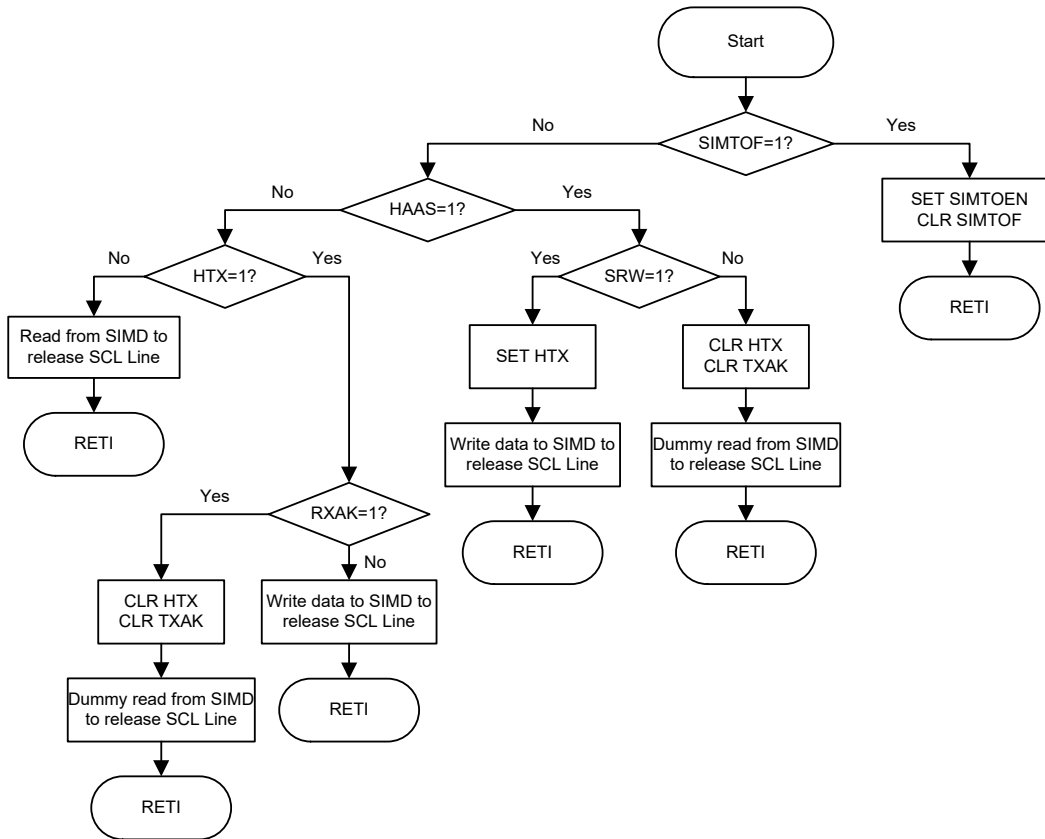 Start
No
SIMTOF=1?
Yes
No
HAAS=1?
Yes
SET SIMTOEN
CLR SIMTOF
RETI
No
HTX=1?
Yes
Yes
SRW=1?
No
Read from SIMD to
release SCL Line
RETI
SET HTX
CLR HTX
CLR TXAK
Write data to SIMD to
release SCL Line
Dummy read from SIMD
to release SCL Line
RETI
RETI
Yes
RXAK=1?
No
CLR HTX
CLR TXAK
Write data to SIMD to
release SCL Line
Dummy read from SIMD
to release SCL Line
RETI
RETI